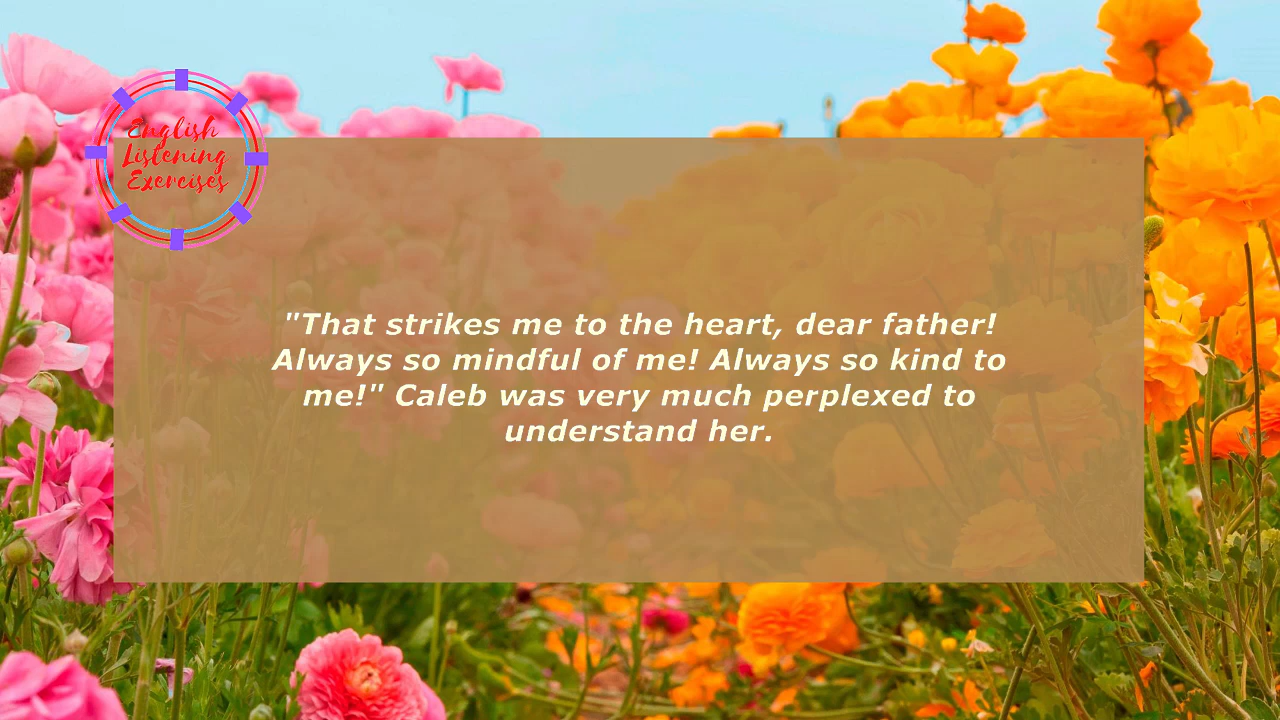 English
Listening
Exercises
"That strikes me to the heart, dear father!
Always so mindful of me! Always so kind to
me!" Caleb was very much perplexed to
understand her.